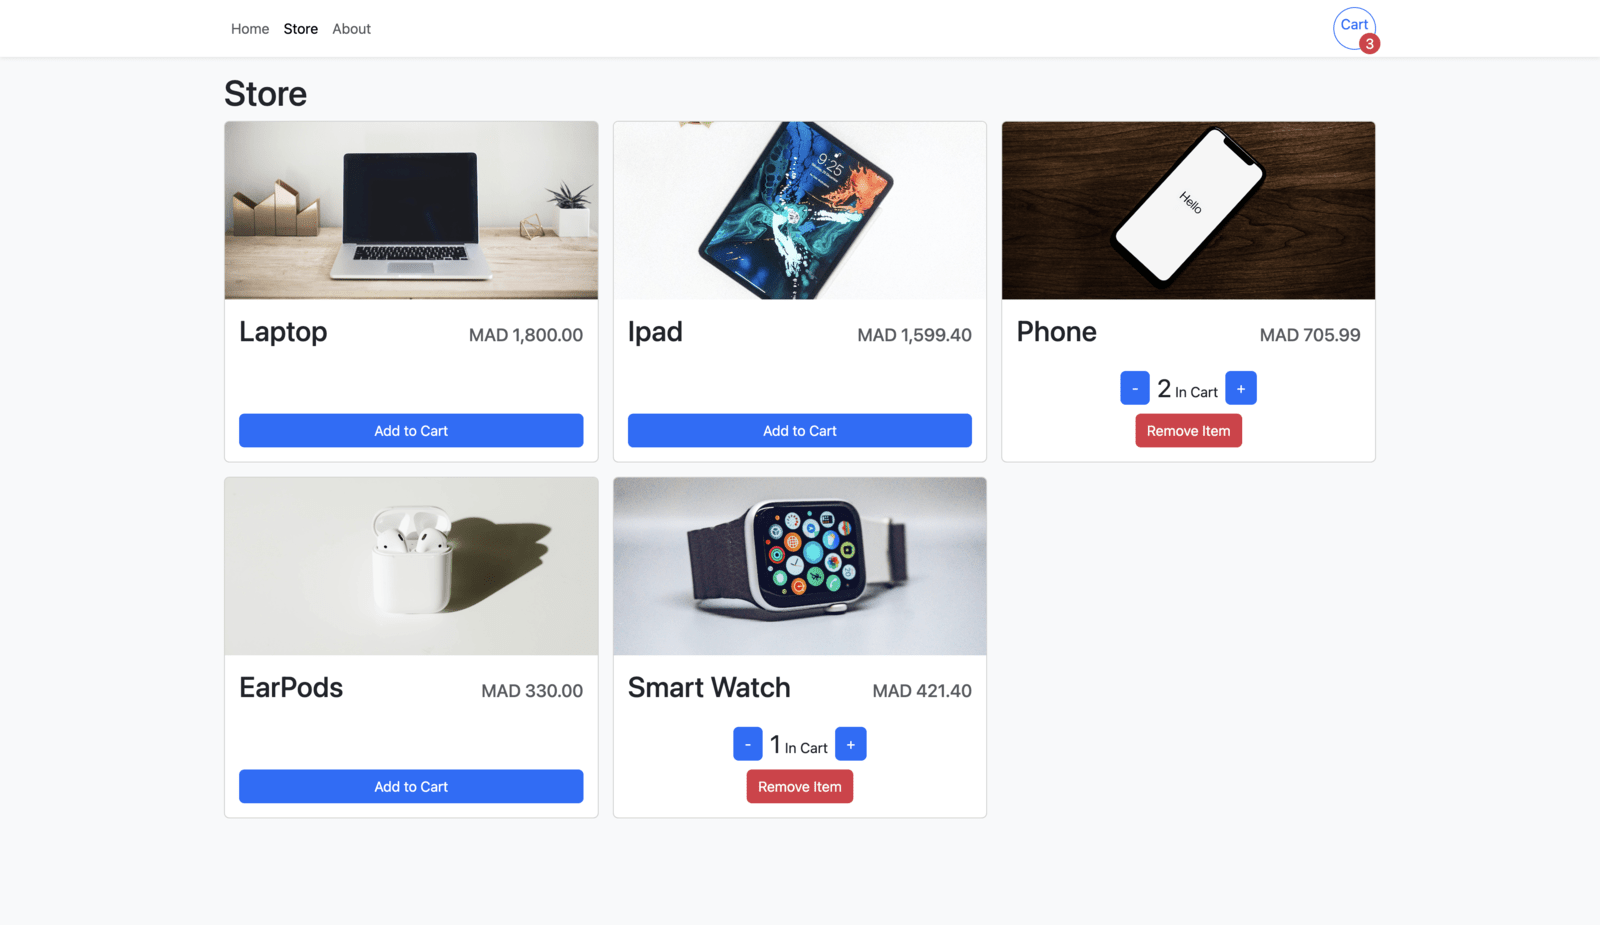 Home Store About Cart
3
Store
9:25
Hello
Laptop MAD 1,800.00
Ipad MAD 1,599.40
Phone MAD 705.99
- 2 In Cart +
Add to Cart
Add to Cart
Remove Item
EarPods MAD 330.00
Smart Watch MAD 421.40
- 1 In Cart +
Add to Cart
Remove Item